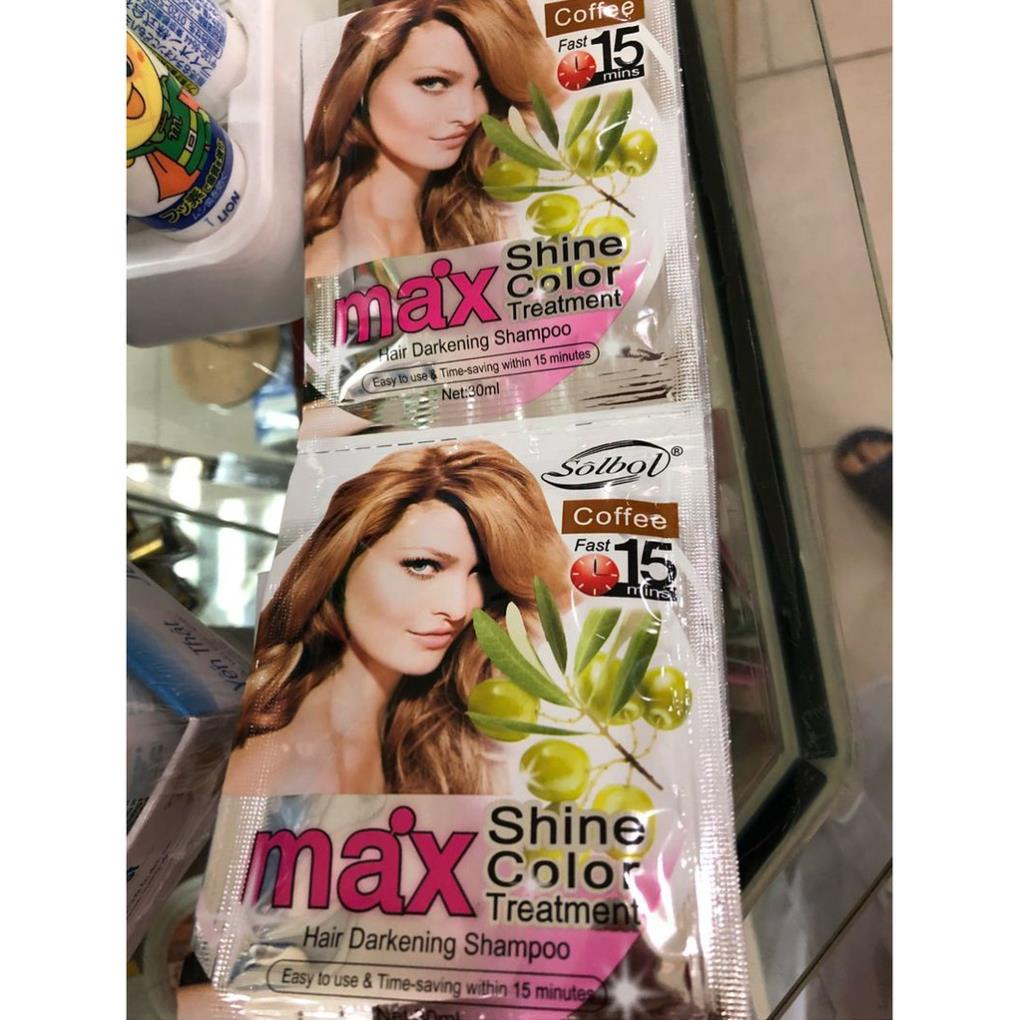 Coffee
Fast 15
mins
max Shine
Color
Treatment
Hair Darkening Shampoo
Easy to use & Time-saving within 15 minutes
Net:30ml
LION
Solbol®
Coffee
Fast 15
mins
max Shine
Color
Treatment
Hair Darkening Shampoo
Easy to use & Time-saving within 15 minutes
Net:30ml